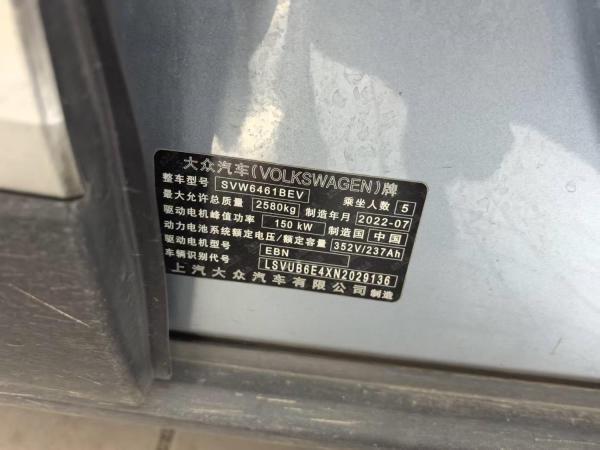 大众汽车(VOLKSWAGEN)牌
整车型号 SVW6461BEV 乘坐人数 5
最大允许总质量 2580kg 制造年月 2022-07
驱动电机峰值功率 150 kW 制造国 中国
动力电池系统额定电压/额定容量 352V/237Ah
驱动电机型号 EBN
车辆识别代号 LSVUB6E4XN2029136
上汽大众汽车有限公司 制造